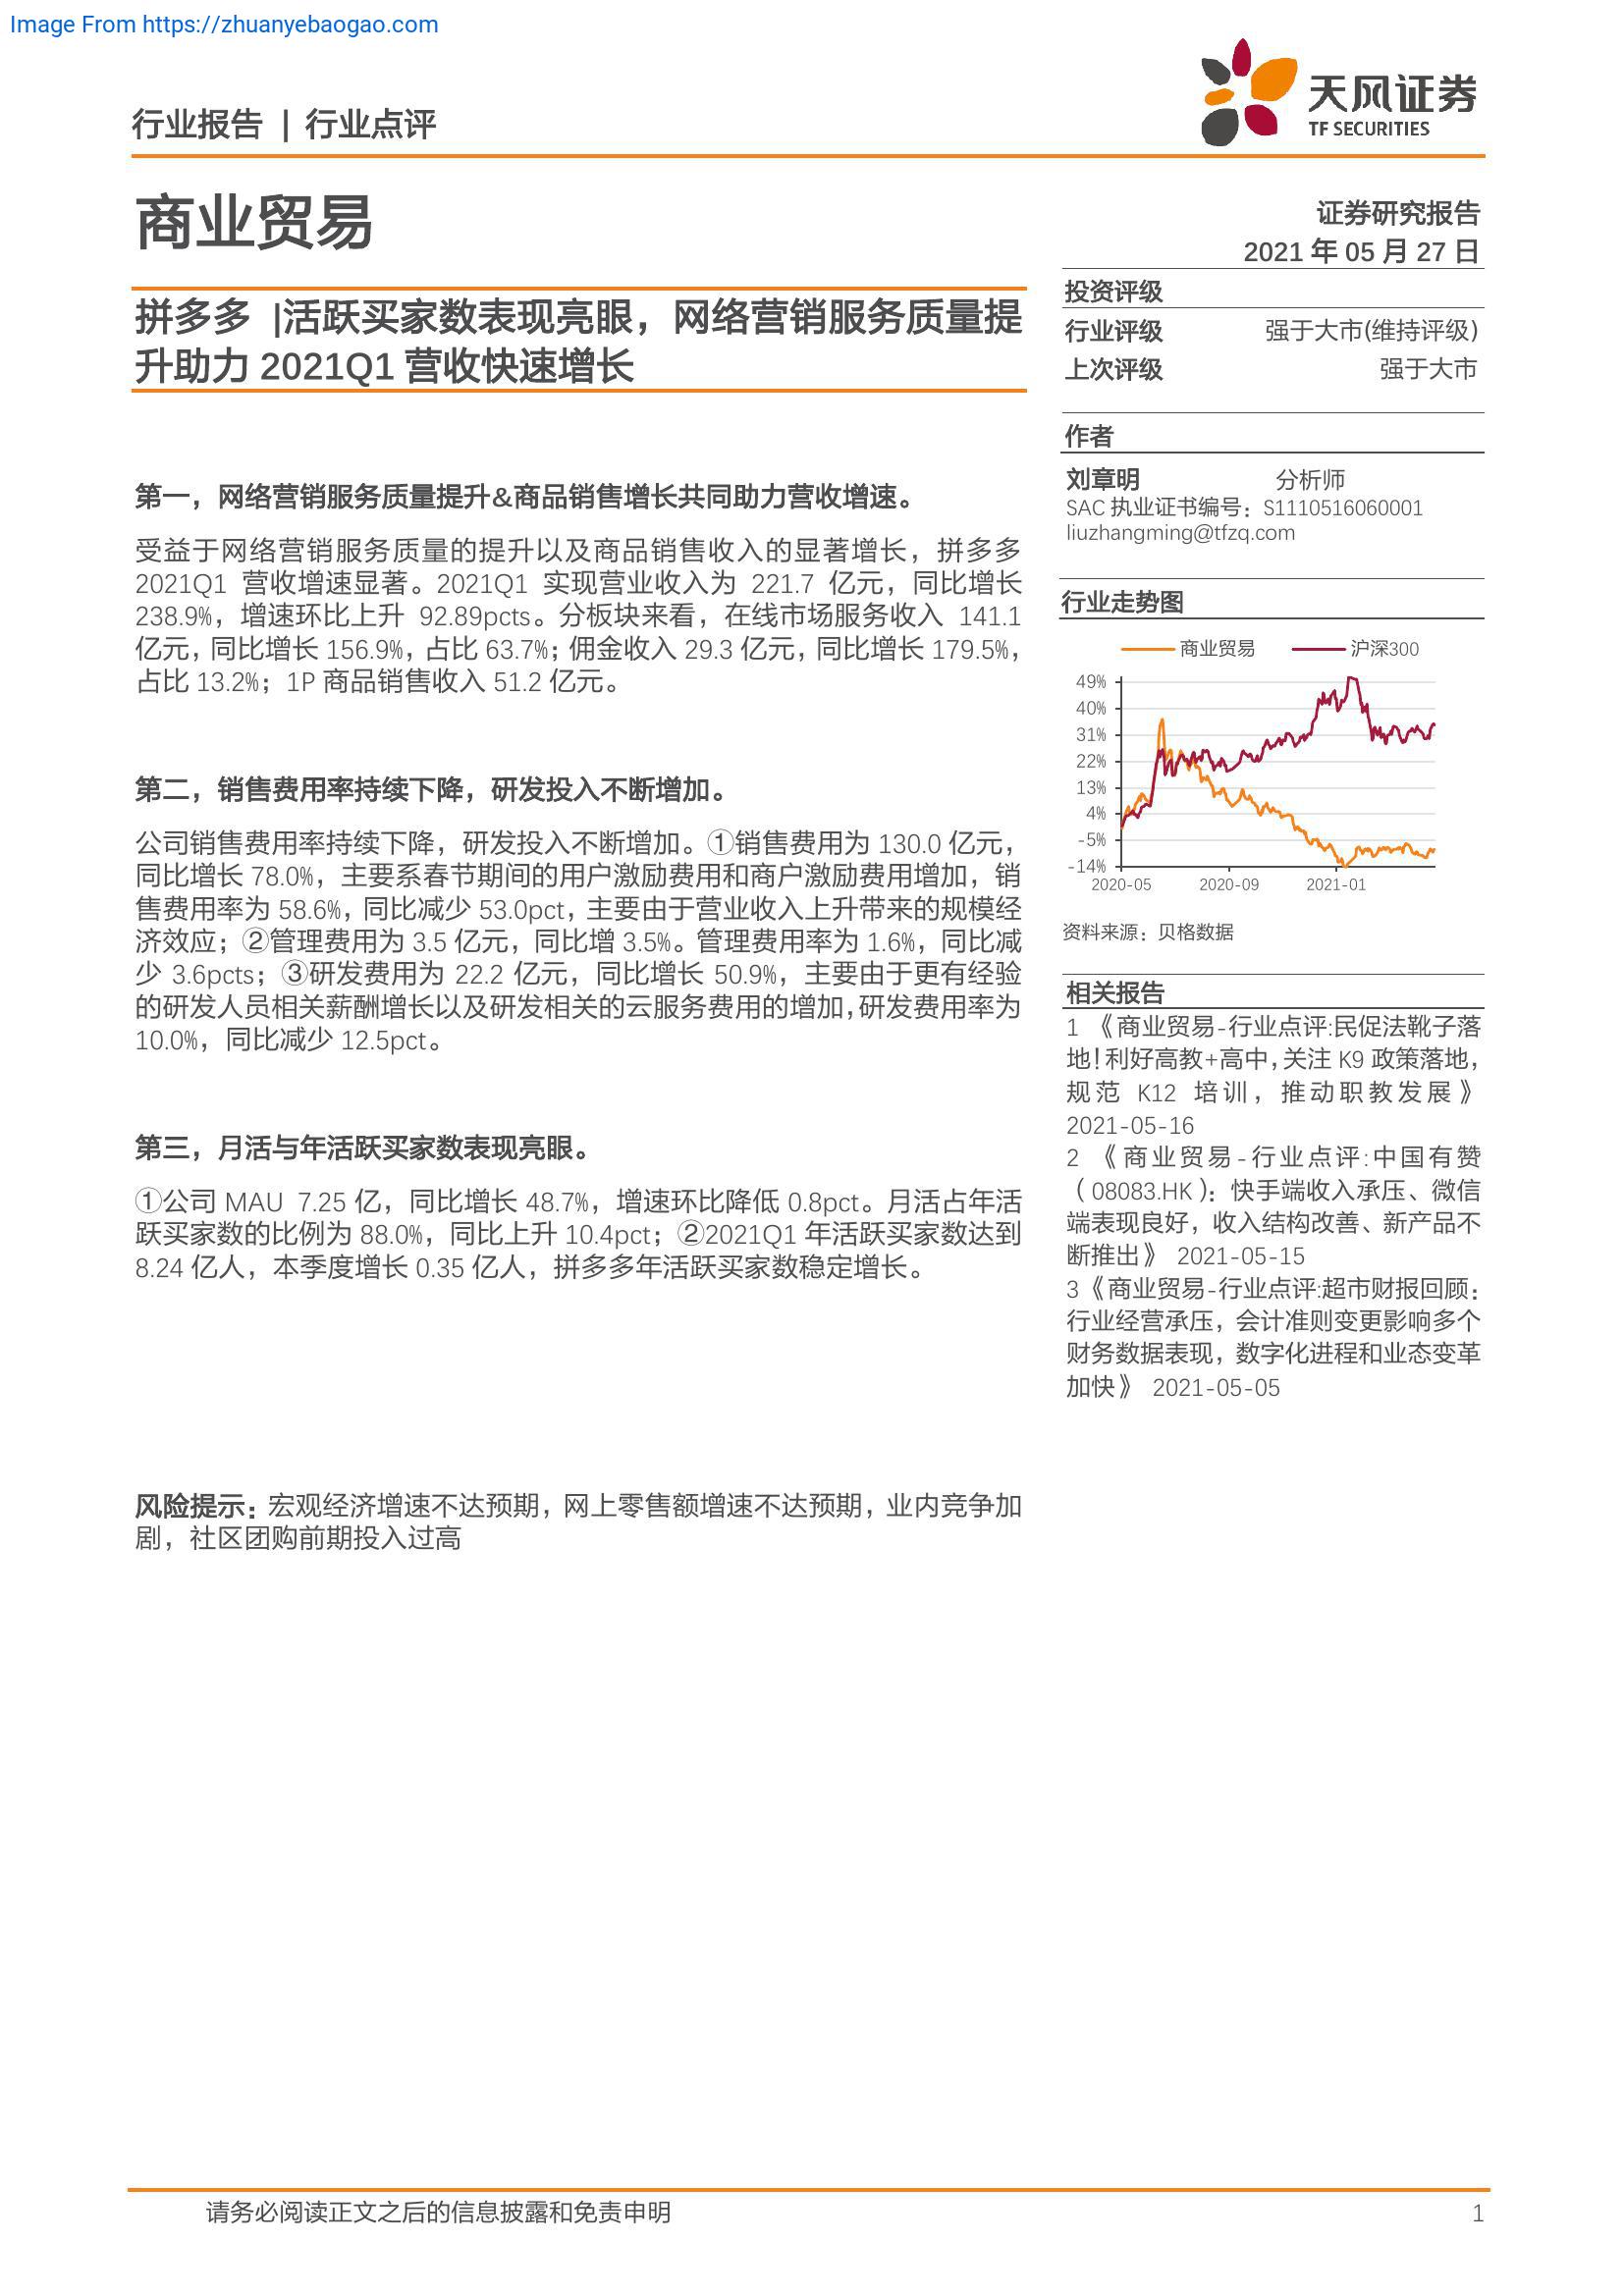 Image From https://zhuanyebaogao.com
行业报告 | 行业点评
天风证券
TF SECURITIES
商业贸易
证券研究报告
2021 年 05 月 27 日
拼多多 |活跃买家数表现亮眼，网络营销服务质量提
升助力 2021Q1 营收快速增长
第一，网络营销服务质量提升&商品销售增长共同助力营收增速。
受益于网络营销服务质量的提升以及商品销售收入的显著增长，拼多多
2021Q1 营收增速显著。2021Q1 实现营业收入为 221.7 亿元，同比增长
238.9%，增速环比上升 92.89pcts。分板块来看，在线市场服务收入 141.1
亿元，同比增长 156.9%，占比 63.7%；佣金收入 29.3 亿元，同比增长 179.5%，
占比 13.2%；1P 商品销售收入 51.2 亿元。
第二，销售费用率持续下降，研发投入不断增加。
公司销售费用率持续下降，研发投入不断增加。①销售费用为 130.0 亿元，
同比增长 78.0%，主要系春节期间的用户激励费用和商户激励费用增加，销
售费用率为 58.6%，同比减少 53.0pct，主要由于营业收入上升带来的规模经
济效应；②管理费用为 3.5 亿元，同比增 3.5%。管理费用率为 1.6%，同比减
少 3.6pcts；③研发费用为 22.2 亿元，同比增长 50.9%，主要由于更有经验
的研发人员相关薪酬增长以及研发相关的云服务费用的增加，研发费用率为
10.0%，同比减少 12.5pct。
第三，月活与年活跃买家数表现亮眼。
①公司 MAU 7.25 亿，同比增长 48.7%，增速环比降低 0.8pct。月活占年活
跃买家数的比例为 88.0%，同比上升 10.4pct；②2021Q1 年活跃买家数达到
8.24 亿人，本季度增长 0.35 亿人，拼多多年活跃买家数稳定增长。
风险提示：宏观经济增速不达预期，网上零售额增速不达预期，业内竞争加
剧，社区团购前期投入过高
投资评级
行业评级 强于大市(维持评级)
上次评级 强于大市
作者
刘章明 分析师
SAC 执业证书编号：S1110516060001
liuzhangming@tfzq.com
行业走势图
商业贸易 沪深300
49%
40%
31%
22%
13%
4%
-5%
-14%
2020-05 2020-09 2021-01
资料来源：贝格数据
相关报告
1 《商业贸易-行业点评:民促法靴子落
地！利好高教+高中，关注 K9 政策落地，
规范 K12 培训，推动职教发展》
2021-05-16
2 《商业贸易-行业点评:中国有赞
（08083.HK）：快手端收入承压、微信
端表现良好，收入结构改善、新产品不
断推出》 2021-05-15
3《商业贸易-行业点评:超市财报回顾：
行业经营承压，会计准则变更影响多个
财务数据表现，数字化进程和业态变革
加快》 2021-05-05
请务必阅读正文之后的信息披露和免责申明 1